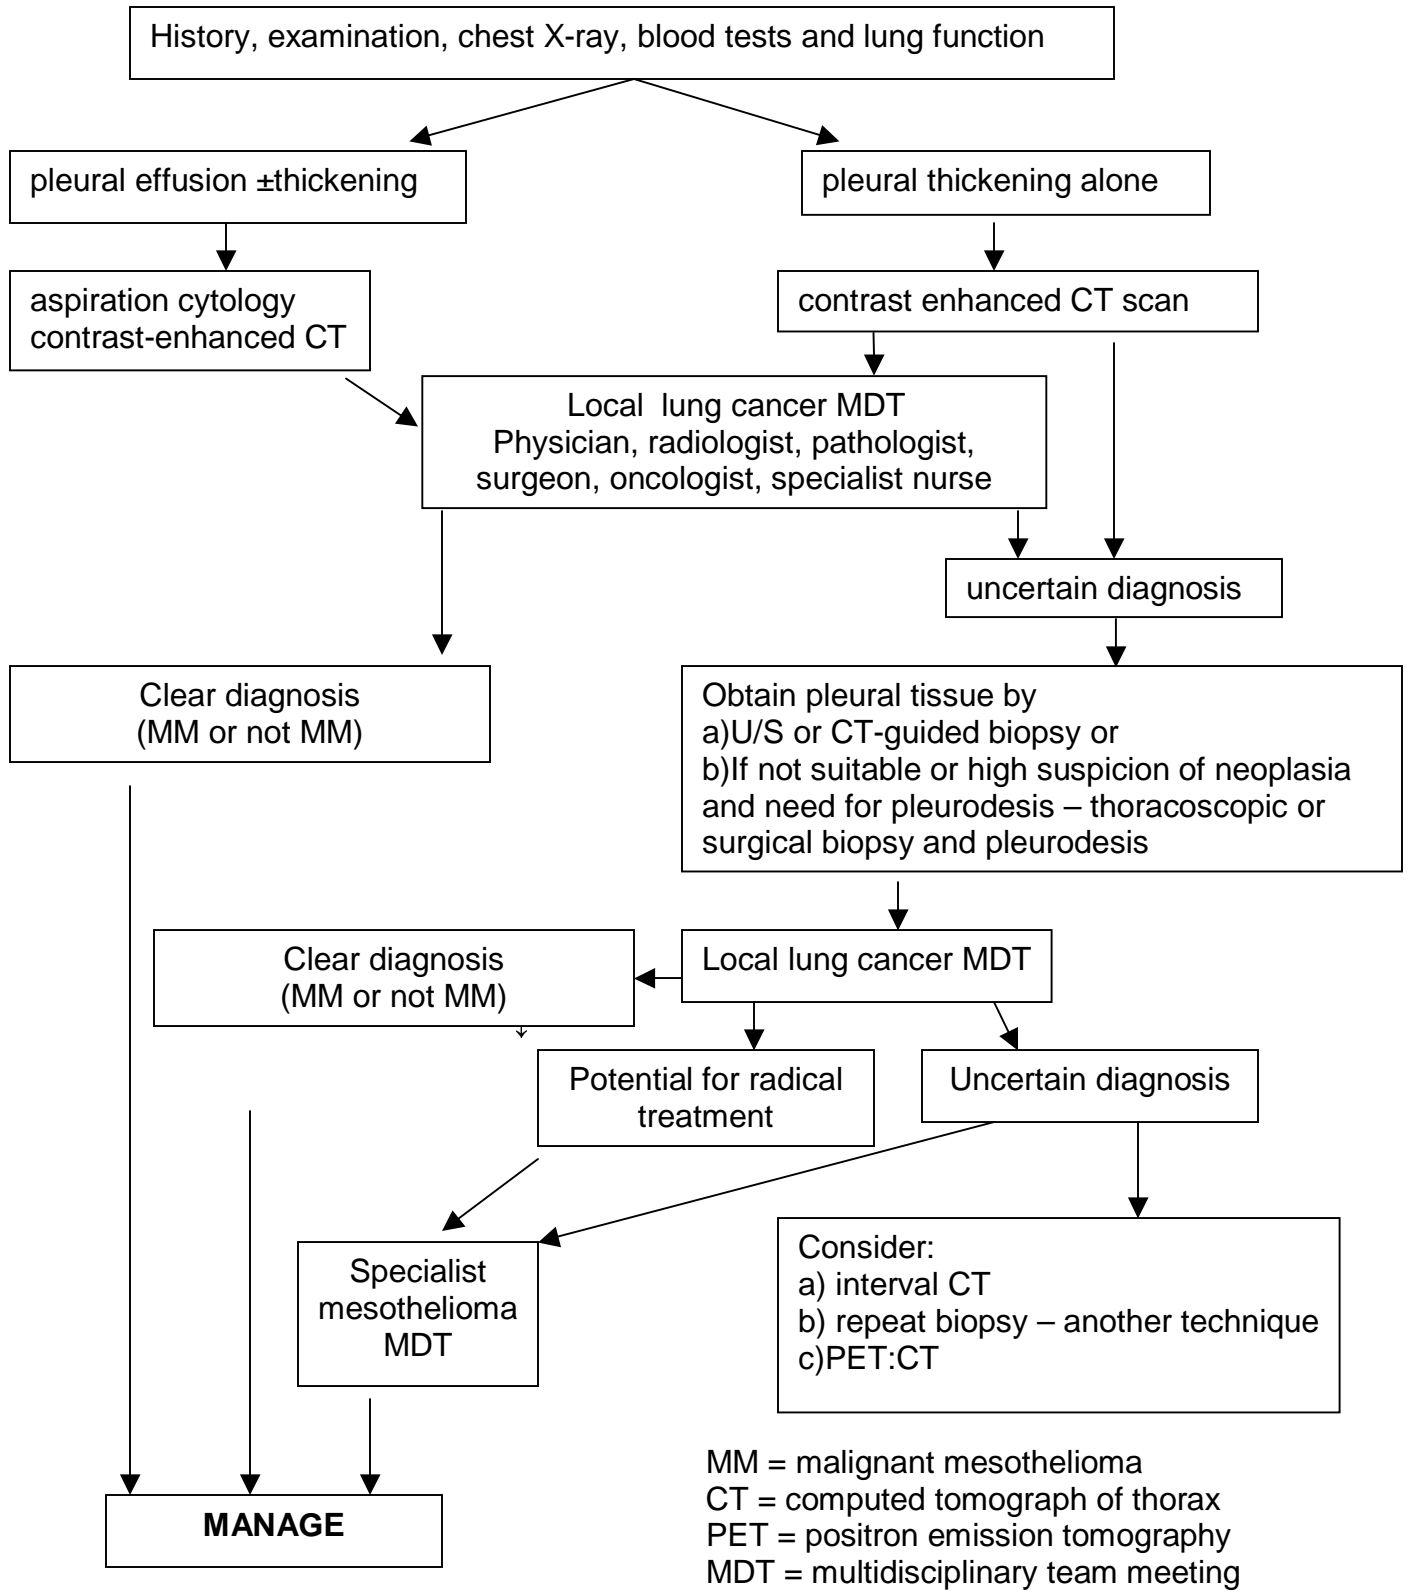 History, examination, chest X-ray, blood tests and lung function
pleural effusion ±thickening
pleural thickening alone
aspiration cytology
contrast-enhanced CT
contrast enhanced CT scan
Local lung cancer MDT
Physician, radiologist, pathologist,
surgeon, oncologist, specialist nurse
uncertain diagnosis
Clear diagnosis
(MM or not MM)
Obtain pleural tissue by
a)U/S or CT-guided biopsy or
b)If not suitable or high suspicion of neoplasia
and need for pleurodesis – thoracoscopic or
surgical biopsy and pleurodesis
Clear diagnosis
(MM or not MM)
Local lung cancer MDT
Potential for radical
treatment
Uncertain diagnosis
Specialist
mesothelioma
MDT
Consider:
a) interval CT
b) repeat biopsy – another technique
c)PET:CT
MANAGE
MM = malignant mesothelioma
CT = computed tomograph of thorax
PET = positron emission tomography
MDT = multidisciplinary team meeting